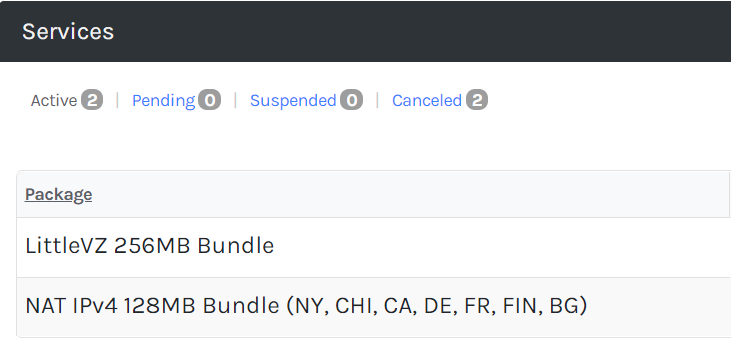 Services
Active 2 | Pending 0 | Suspended 0 | Canceled 2
Package
LittleVZ 256MB Bundle
NAT IPv4 128MB Bundle (NY, CHI, CA, DE, FR, FIN, BG)